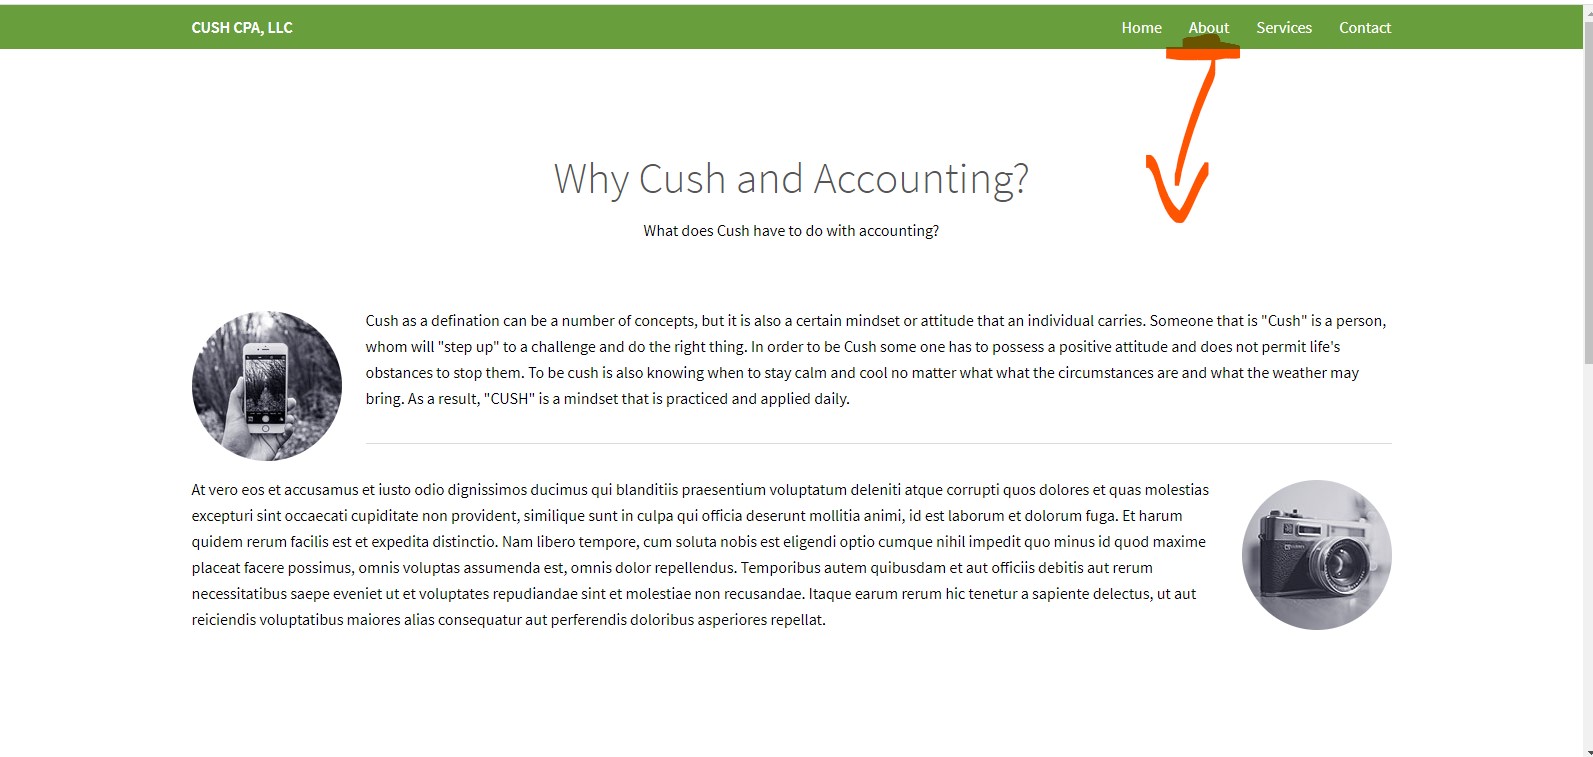 CUSH CPA, LLC
Home About Services Contact
Why Cush and Accounting?
What does Cush have to do with accounting?
Cush as a defination can be a number of concepts, but it is also a certain mindset or attitude that an individual carries. Someone that is "Cush" is a person,
whom will "step up" to a challenge and do the right thing. In order to be Cush some one has to possess a positive attitude and does not permit life's
obstances to stop them. To be cush is also knowing when to stay calm and cool no matter what what the circumstances are and what the weather may
bring. As a result, "CUSH" is a mindset that is practiced and applied daily.
At vero eos et accusamus et iusto odio dignissimos ducimus qui blanditiis praesentium voluptatum deleniti atque corrupti quos dolores et quas molestias
excepturi sint occaecati cupiditate non provident, similique sunt in culpa qui officia deserunt mollitia animi, id est laborum et dolorum fuga. Et harum
quidem rerum facilis est et expedita distinctio. Nam libero tempore, cum soluta nobis est eligendi optio cumque nihil impedit quo minus id quod maxime
placeat facere possimus, omnis voluptas assumenda est, omnis dolor repellendus. Temporibus autem quibusdam et aut officiis debitis aut rerum
necessitatibus saepe eveniet ut et voluptates repudiandae sint et molestiae non recusandae. Itaque earum rerum hic tenetur a sapiente delectus, ut aut
reiciendis voluptatibus maiores alias consequatur aut perferendis doloribus asperiores repellat.